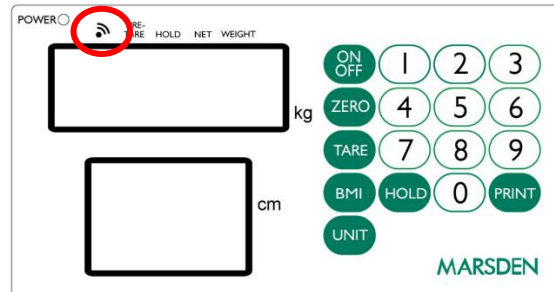 POWER
PRE-
TARE HOLD NET WEIGHT
kg
cm
ON
OFF
1 2 3
ZERO 4 5 6
TARE 7 8 9
BMI HOLD 0 PRINT
UNIT
MARSDEN